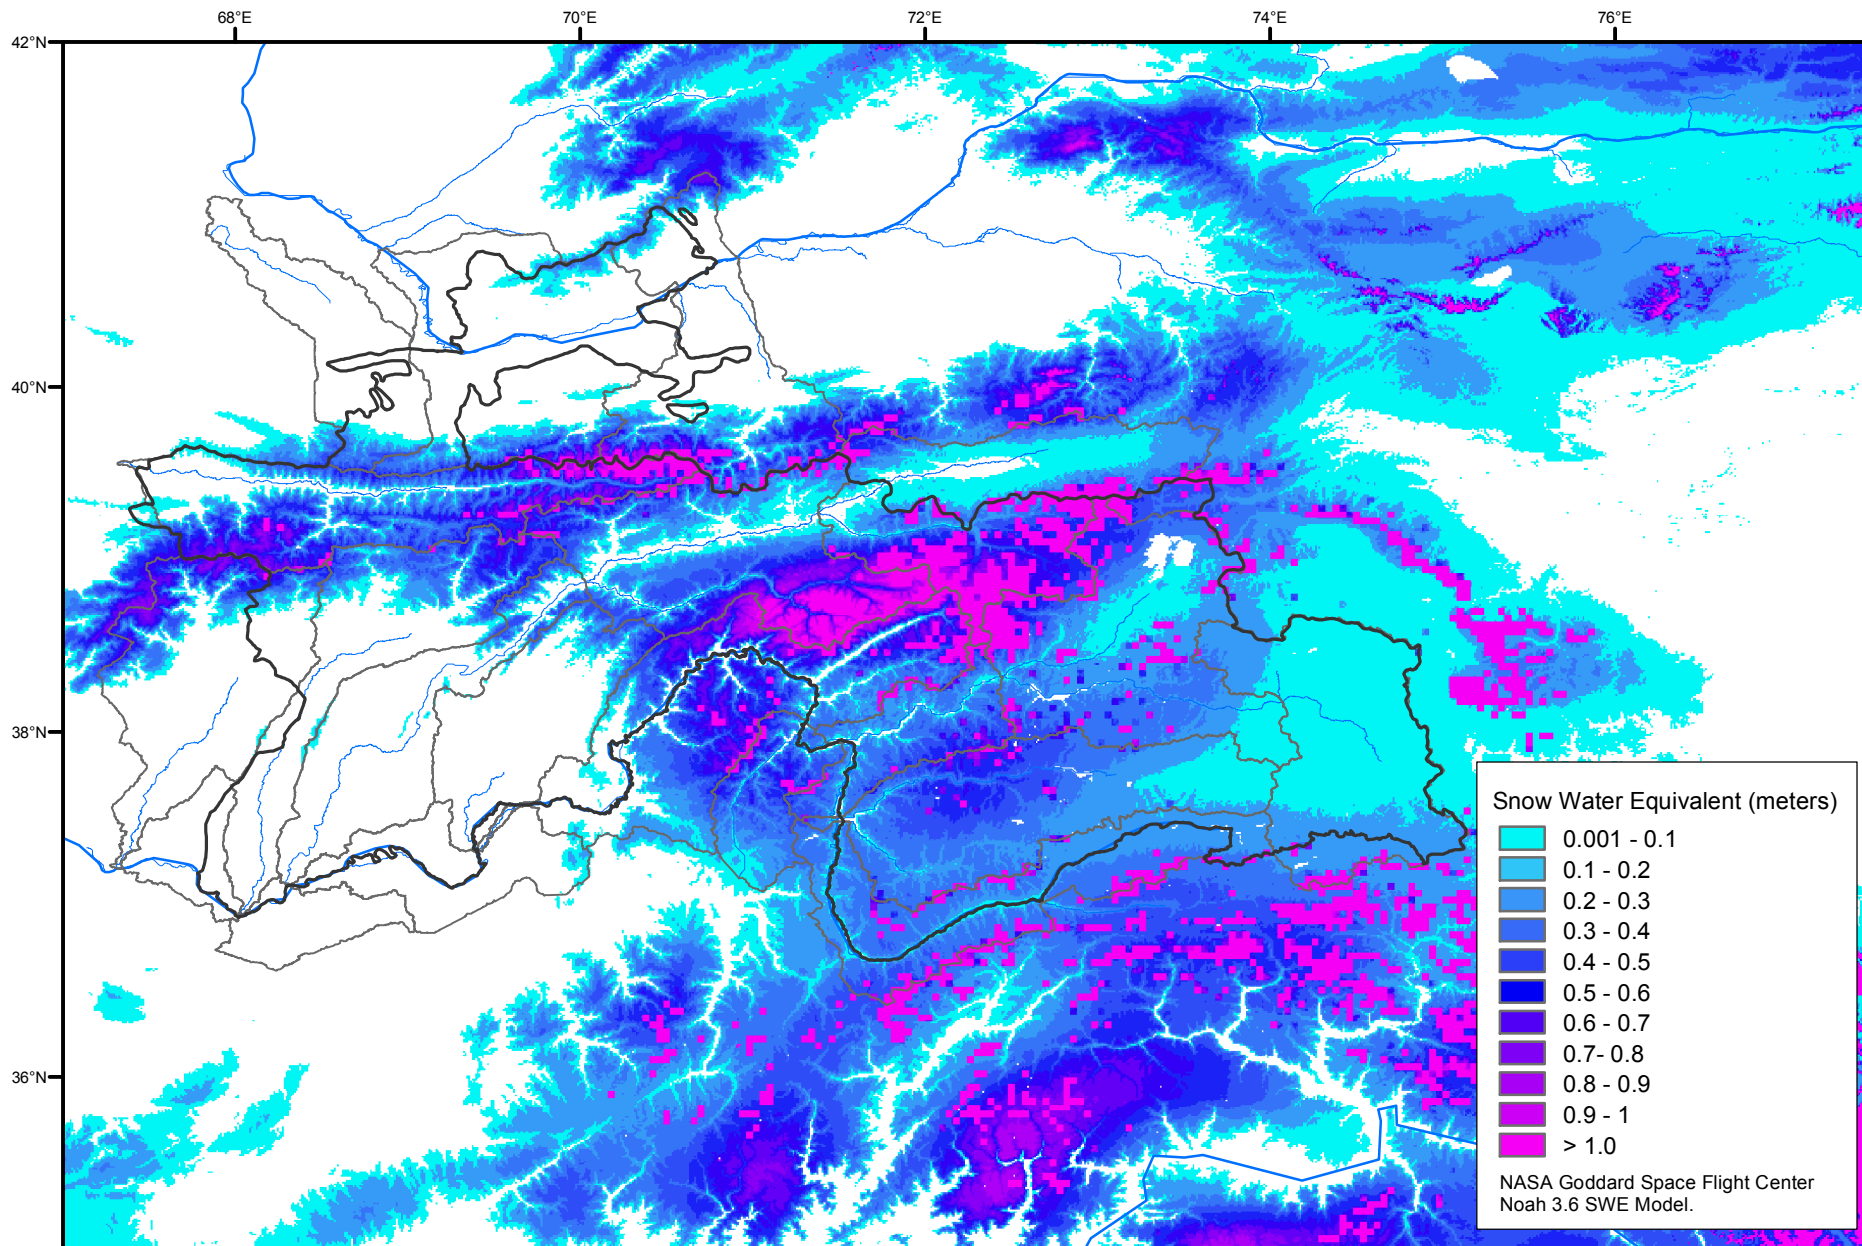 68°E
70°E
72°E
74°E
76°E
42°N
40°N
38°N
36°N
Snow Water Equivalent (meters)
0.001 - 0.1
0.1 - 0.2
0.2 - 0.3
0.3 - 0.4
0.4 - 0.5
0.5 - 0.6
0.6 - 0.7
0.7- 0.8
0.8 - 0.9
0.9 - 1
> 1.0
NASA Goddard Space Flight Center
Noah 3.6 SWE Model.